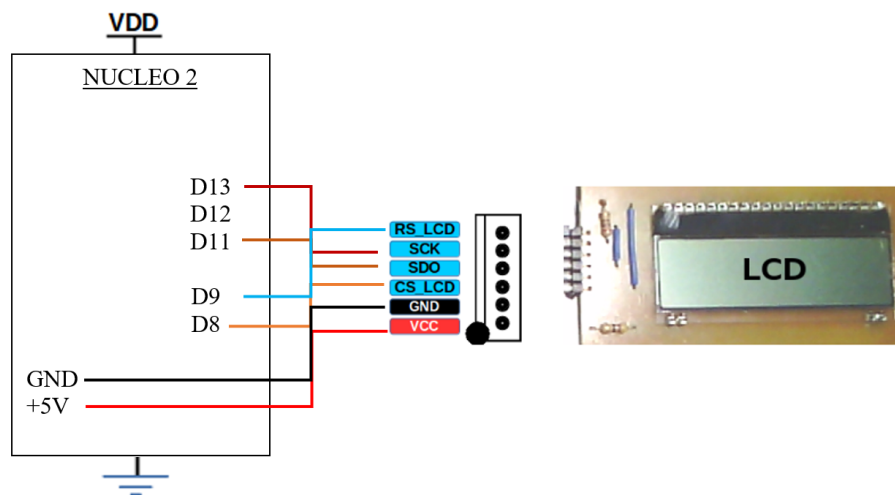 VDD
NUCLEO 2
D13
D12
D11
D9
D8
GND
+5V
RS_LCD
SCK
SDO
CS_LCD
GND
VCC
LCD